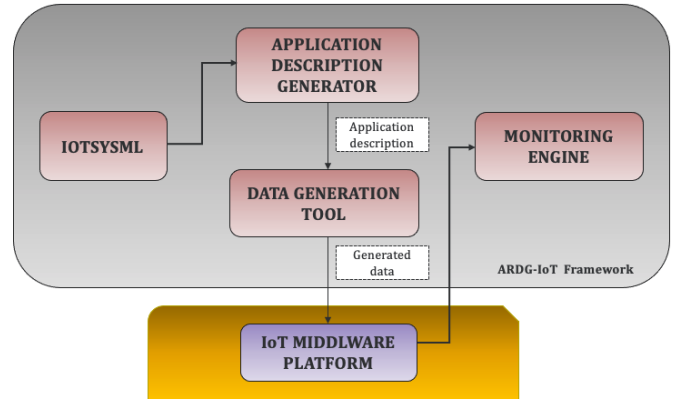 APPLICATION
DESCRIPTION
GENERATOR
IOTSYSML
Application
description
MONITORING
ENGINE
DATA GENERATION
TOOL
Generated
data
ARDG-IoT Framework
IoT MIDDLWARE
PLATFORM